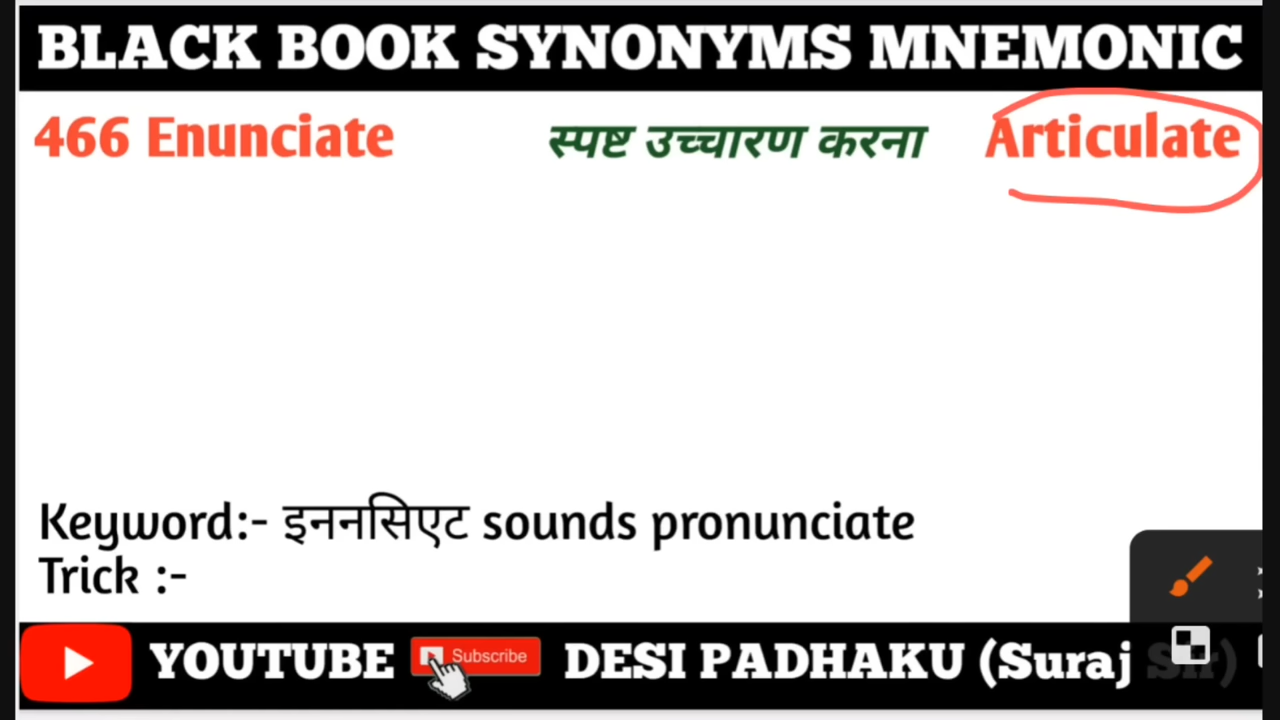 BLACK BOOK SYNONYMS MNEMONIC
466 Enunciate स्पष्ट उच्चारण करना Articulate
Keyword:- इननसिएट sounds pronunciate
Trick :-
YOUTUBE Subscribe DESI PADHAKU (Suraj Sir)